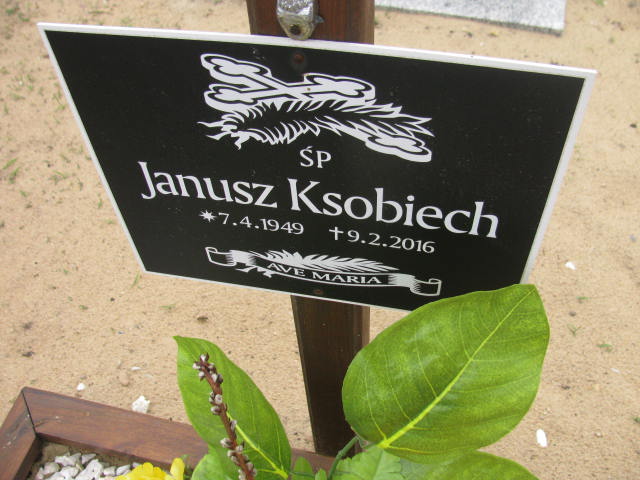 ŚP
Janusz Ksobiech
*7.4.1949 †9.2.2016
AVE MARIA